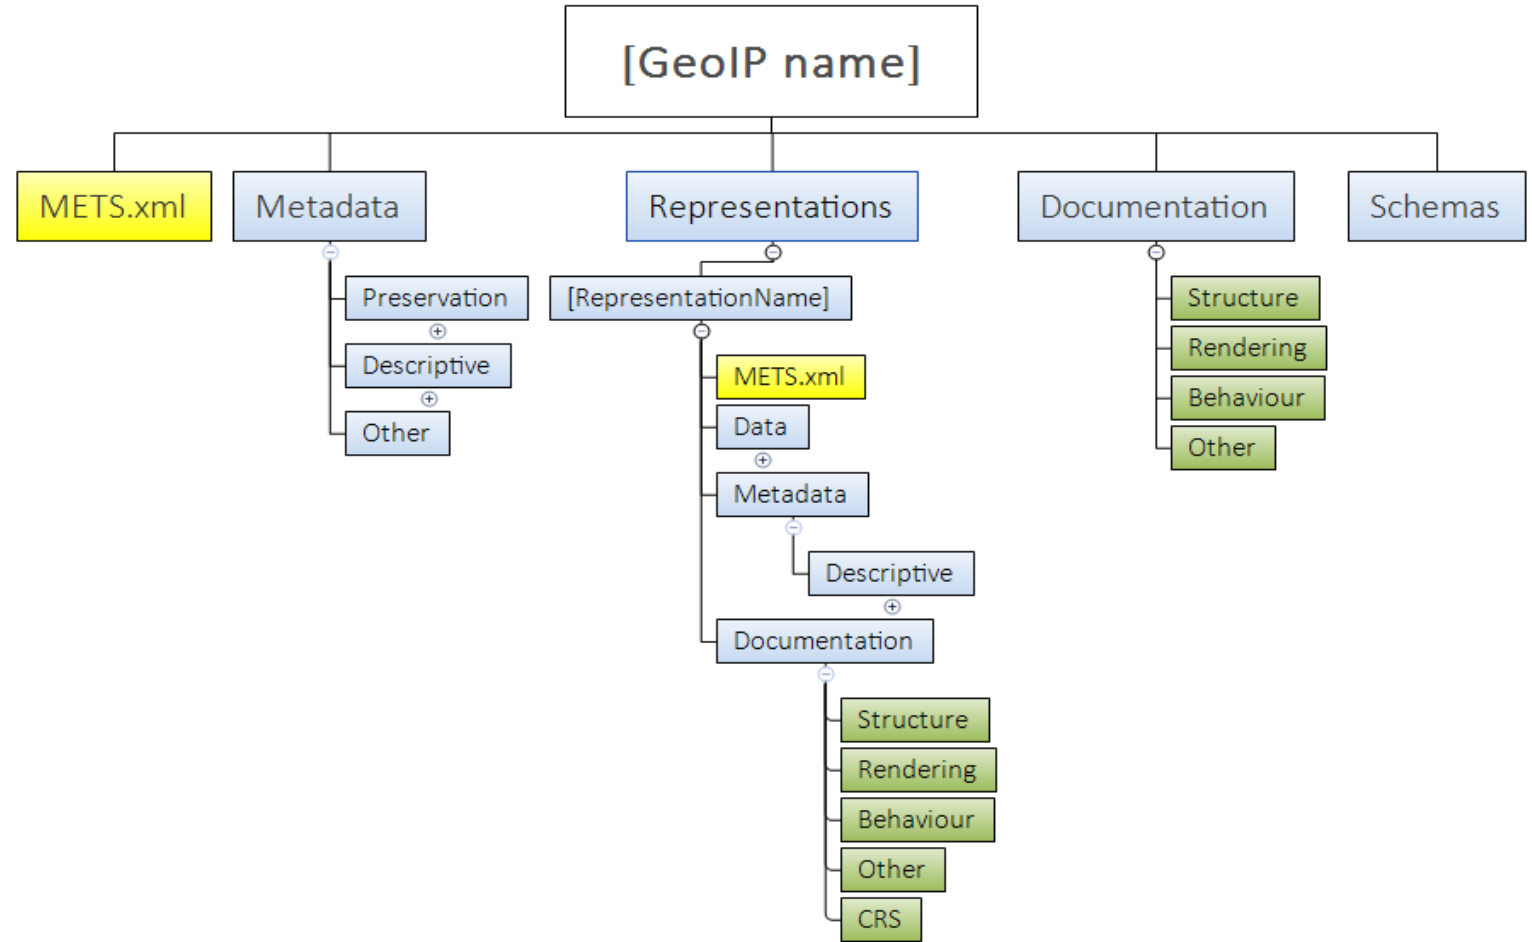 [GeoIP name]
METS.xml
Metadata
Representations
Documentation
Schemas
Preservation
Descriptive
Other
[RepresentationName]
METS.xml
Data
Metadata
Descriptive
Documentation
Structure
Rendering
Behaviour
Other
CRS
Structure
Rendering
Behaviour
Other